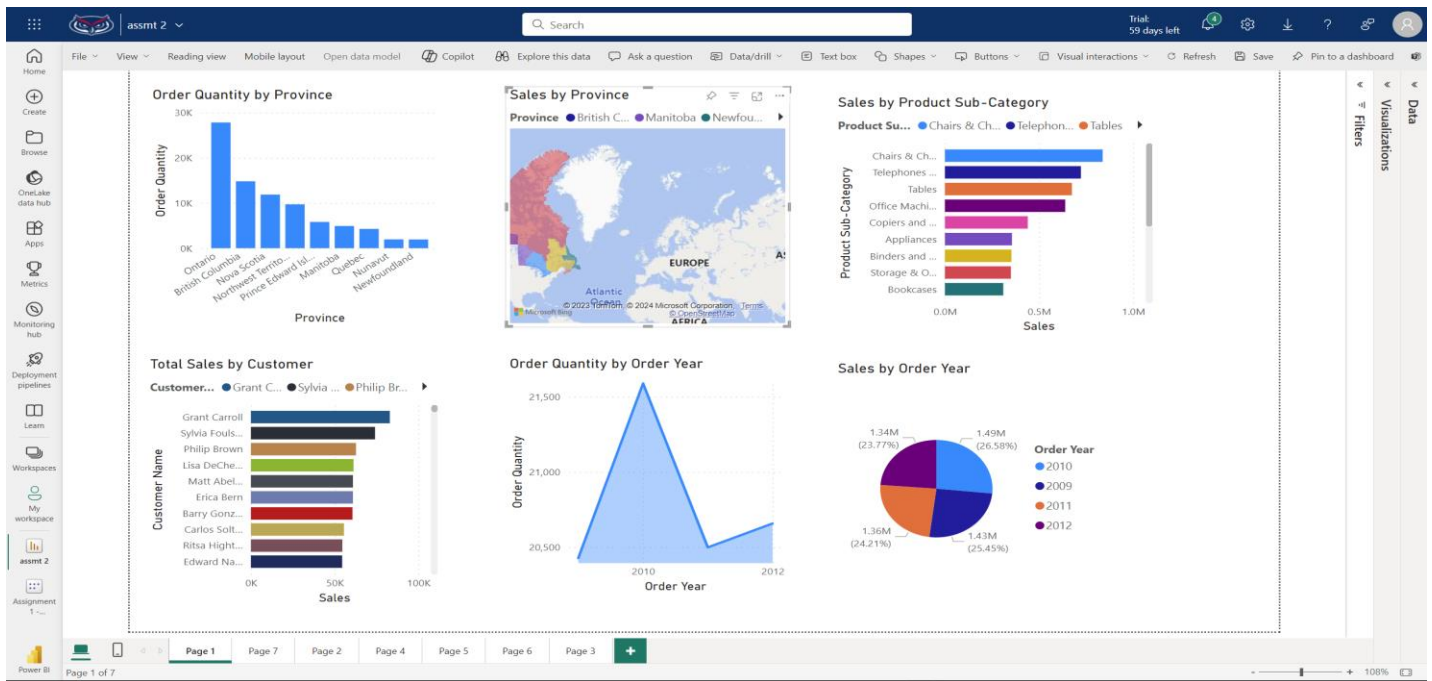 assmt 2
Search
Trial:
59 days left
4
File View Reading view Mobile layout Open data model Copilot Explore this data Ask a question Data/drill Text box Shapes Buttons Visual interactions Refresh Save Pin to a dashboard
Home
Create
Browse
OneLake
data hub
Apps
Metrics
Monitoring
hub
Deployment
pipelines
Learn
Workspaces
My
workspace
assmt 2
Assignment
1 -...
Power BI
Order Quantity by Province
Order Quantity
30K
20K
10K
0K
Ontario
British Columbia
Nova Scotia
Northwest Territo...
Prince Edward Isl...
Manitoba
Quebec
Nunavut
Newfoundland
Province
Sales by Province
Province British C... Manitoba Newfou...
EUROPE
AS
Atlantic
Ocean
AFRICA
Microsoft Bing
© 2023 TomTom, © 2024 Microsoft Corporation, Terms
© OpenStreetMap
Sales by Product Sub-Category
Product Su... Chairs & Ch... Telephon... Tables
Product Sub-Category
Chairs & Ch...
Telephones ...
Tables
Office Machi...
Copiers and ...
Appliances
Binders and ...
Storage & O...
Bookcases
0.0M 0.5M 1.0M
Sales
Filters
Visualizations
Data
Total Sales by Customer
Customer... Grant C... Sylvia ... Philip Br...
Customer Name
Grant Carroll
Sylvia Fouls...
Philip Brown
Lisa DeChe...
Matt Abel...
Erica Bern
Barry Gonz...
Carlos Solt...
Ritsa Hight...
Edward Na...
0K 50K 100K
Sales
Order Quantity by Order Year
Order Quantity
21,500
21,000
20,500
2010 2012
Order Year
Sales by Order Year
1.34M
(23.77%)
1.49M
(26.58%)
1.36M
(24.21%)
1.43M
(25.45%)
Order Year
2010
2009
2011
2012
Page 1 Page 7 Page 2 Page 4 Page 5 Page 6 Page 3 +
Page 1 of 7
- + 108%